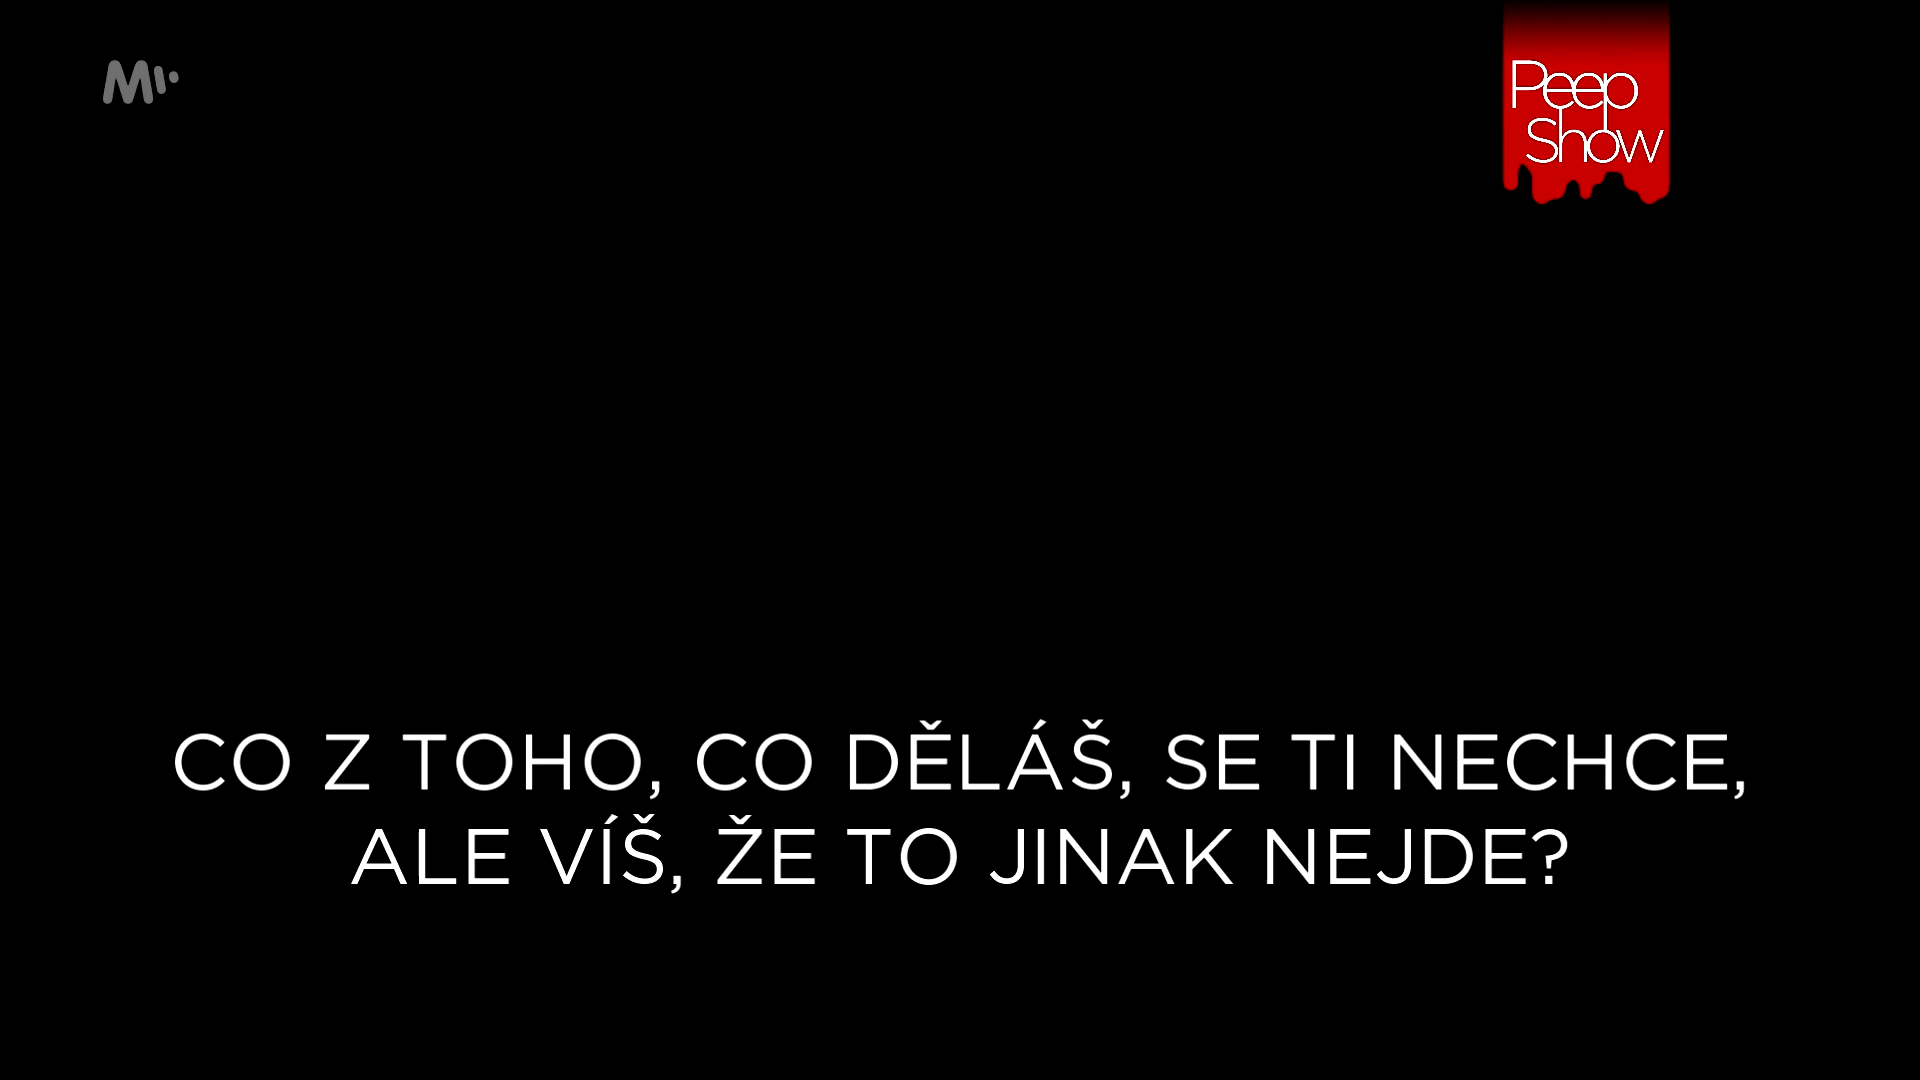 M
Peep
Show
CO Z TOHO, CO DĚLÁŠ, SE TI NECHCE,
ALE VÍŠ, ŽE TO JINAK NEJDE?